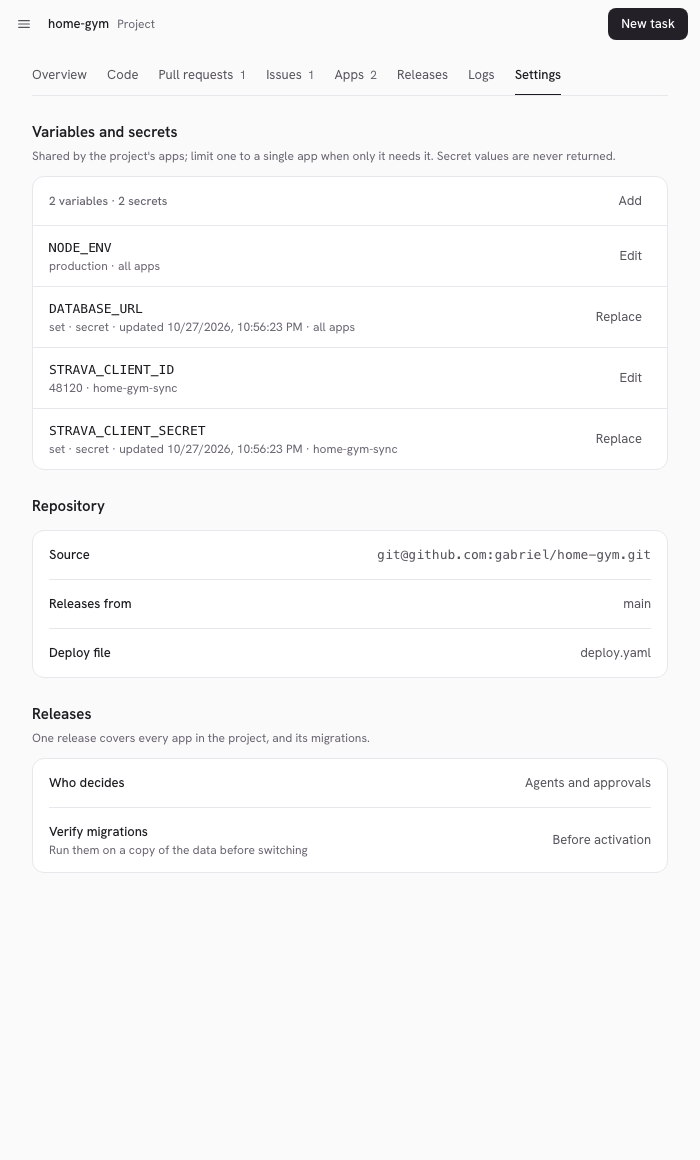 home-gym Project New task
Overview Code Pull requests 1 Issues 1 Apps 2 Releases Logs Settings
Variables and secrets
Shared by the project's apps; limit one to a single app when only it needs it. Secret values are never returned.
2 variables · 2 secrets Add
NODE_ENV
production · all apps
Edit
DATABASE_URL
set · secret · updated 10/27/2026, 10:56:23 PM · all apps
Replace
STRAVA_CLIENT_ID
48120 · home-gym-sync
Edit
STRAVA_CLIENT_SECRET
set · secret · updated 10/27/2026, 10:56:23 PM · home-gym-sync
Replace
Repository
Source git@github.com:gabriel/home-gym.git
Releases from main
Deploy file deploy.yaml
Releases
One release covers every app in the project, and its migrations.
Who decides Agents and approvals
Verify migrations
Run them on a copy of the data before switching
Before activation